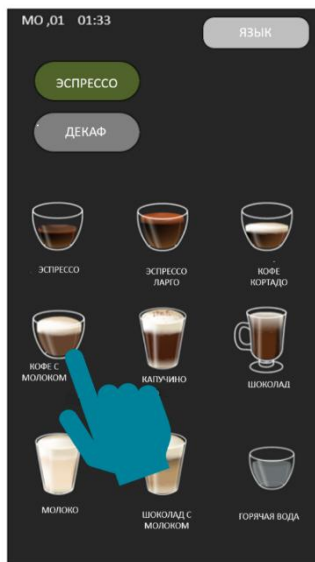 МО ,01 01:33
ЯЗЫК
ЭСПРЕССО
ДЕКАФ
ЭСПРЕССО
ЭСПРЕССО
ЛАРГО
КОФЕ
КОРТАДО
КОФЕ С
МОЛОКОМ
КАПУЧИНО
ШОКОЛАД
МОЛОКО
ШОКОЛАД С
МОЛОКОМ
ГОРЯЧАЯ ВОДА